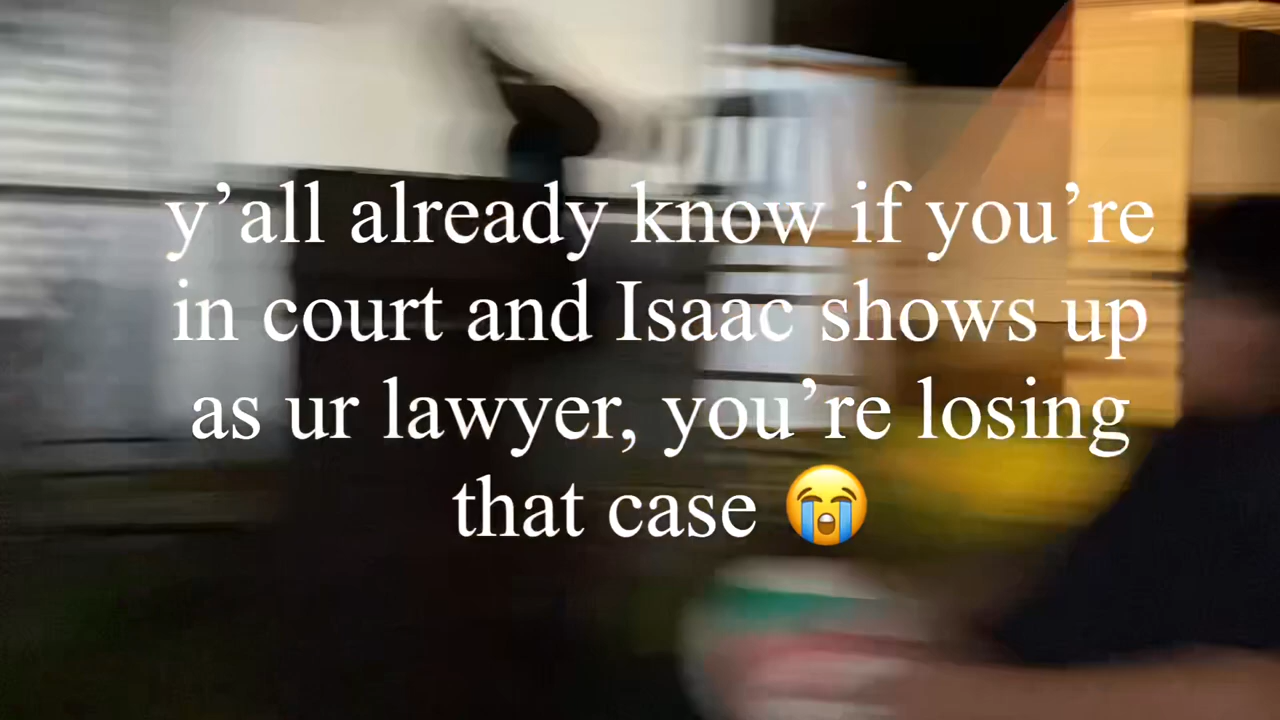 y’all already know if you’re
in court and Isaac shows up
as ur lawyer, you’re losing
that case 😭